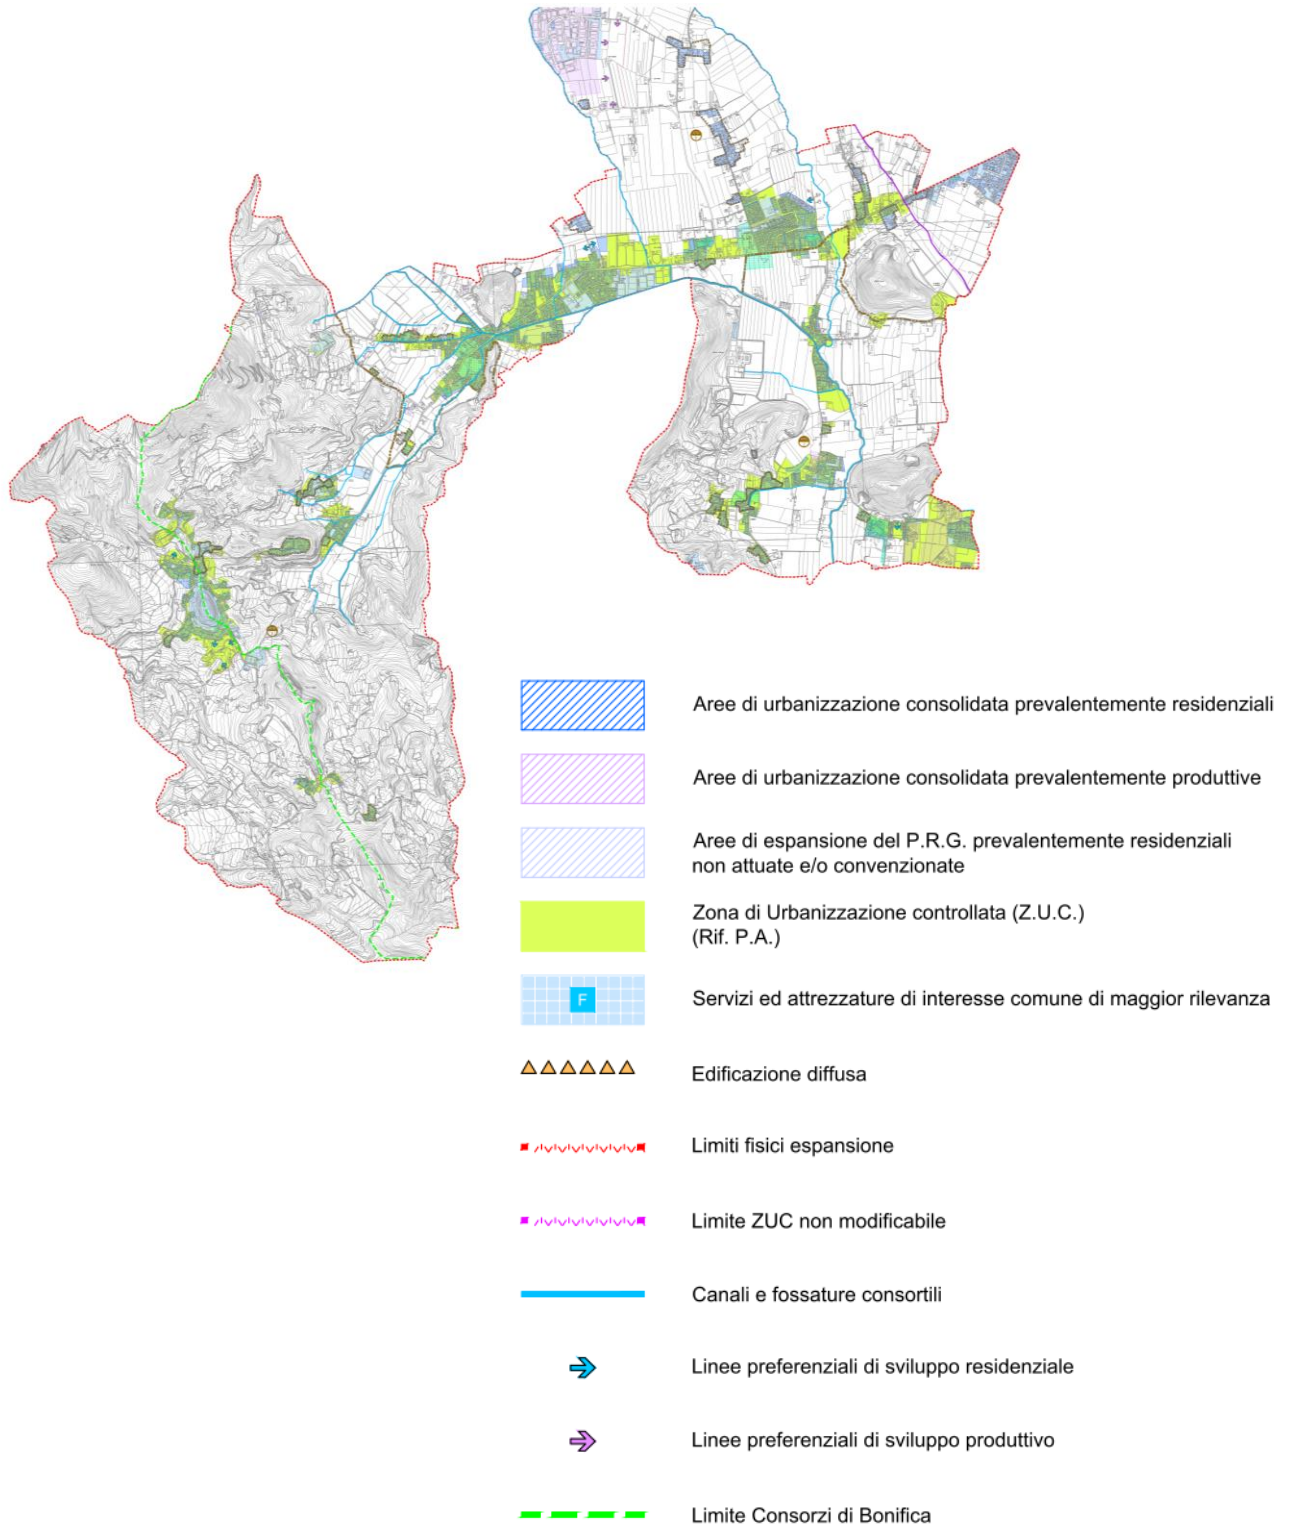 Aree di urbanizzazione consolidata prevalentemente residenziali
Aree di urbanizzazione consolidata prevalentemente produttive
Aree di espansione del P.R.G. prevalentemente residenziali
non attuate e/o convenzionate
Zona di Urbanizzazione controllata (Z.U.C.)
(Rif. P.A.)
F
Servizi ed attrezzature di interesse comune di maggior rilevanza
Edificazione diffusa
Limiti fisici espansione
Limite ZUC non modificabile
Canali e fossature consortili
Linee preferenziali di sviluppo residenziale
Linee preferenziali di sviluppo produttivo
Limite Consorzi di Bonifica